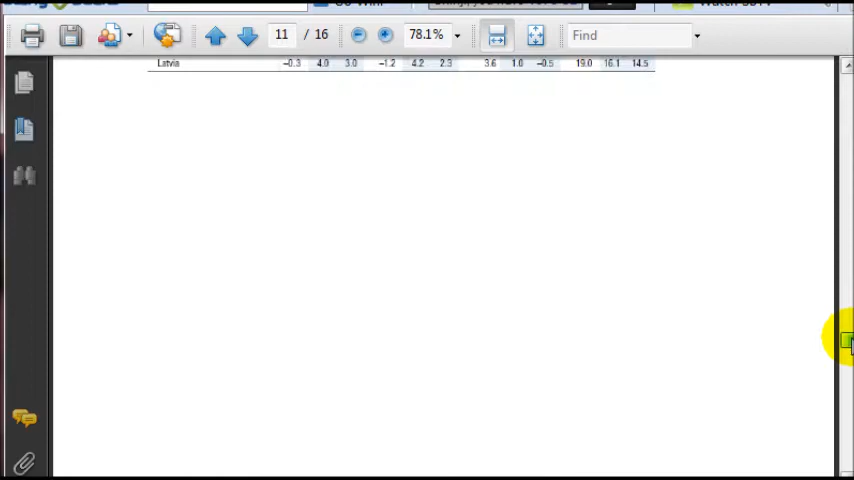 11 / 16 78.1% Find
Latvia –0.3 4.0 3.0 –1.2 4.2 2.3 3.6 1.0 –0.5 19.0 16.1 14.5